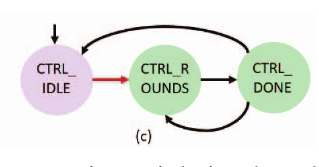 CTRL_
IDLE
CTRL_R
OUNDS
CTRL_
DONE
(c)